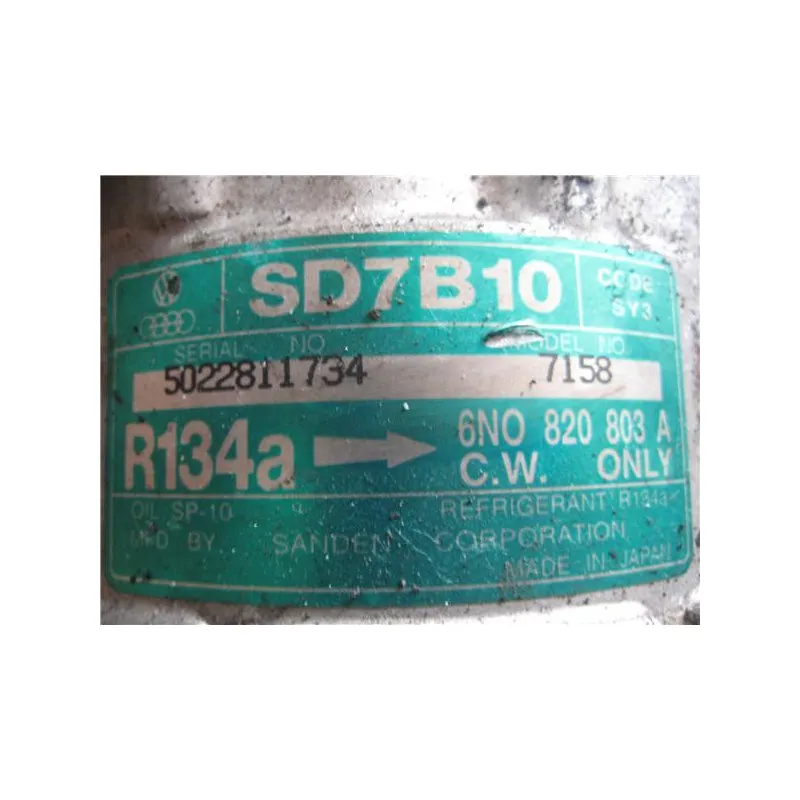 SD7B10
CODE
SY3
SERIAL NO
MODEL NO
5022811734 7158
R134a
6N0 820 803 A
C.W. ONLY
OIL SP-10
REFRIGERANT R134a
MFD BY SANDEN CORPORATION
MADE IN JAPAN